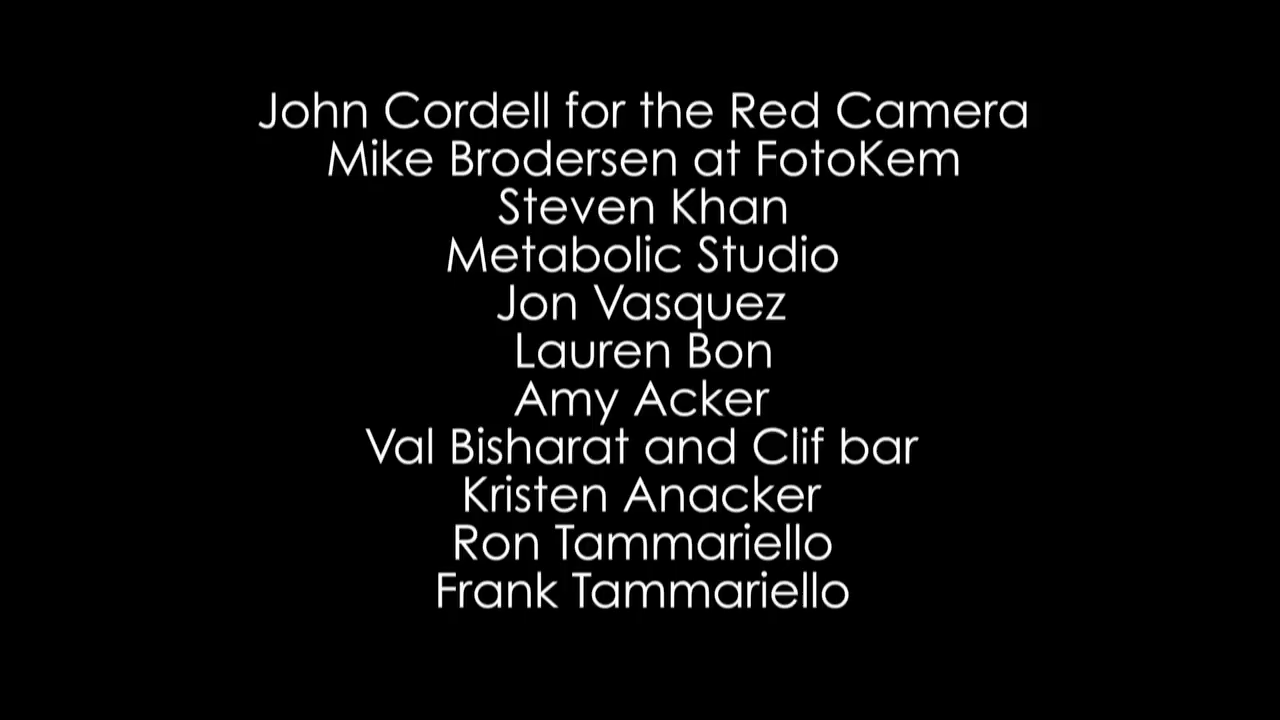 John Cordell for the Red Camera
Mike Brodersen at FotoKem
Steven Khan
Metabolic Studio
Jon Vasquez
Lauren Bon
Amy Acker
Val Bisharat and Clif bar
Kristen Anacker
Ron Tammariello
Frank Tammariello